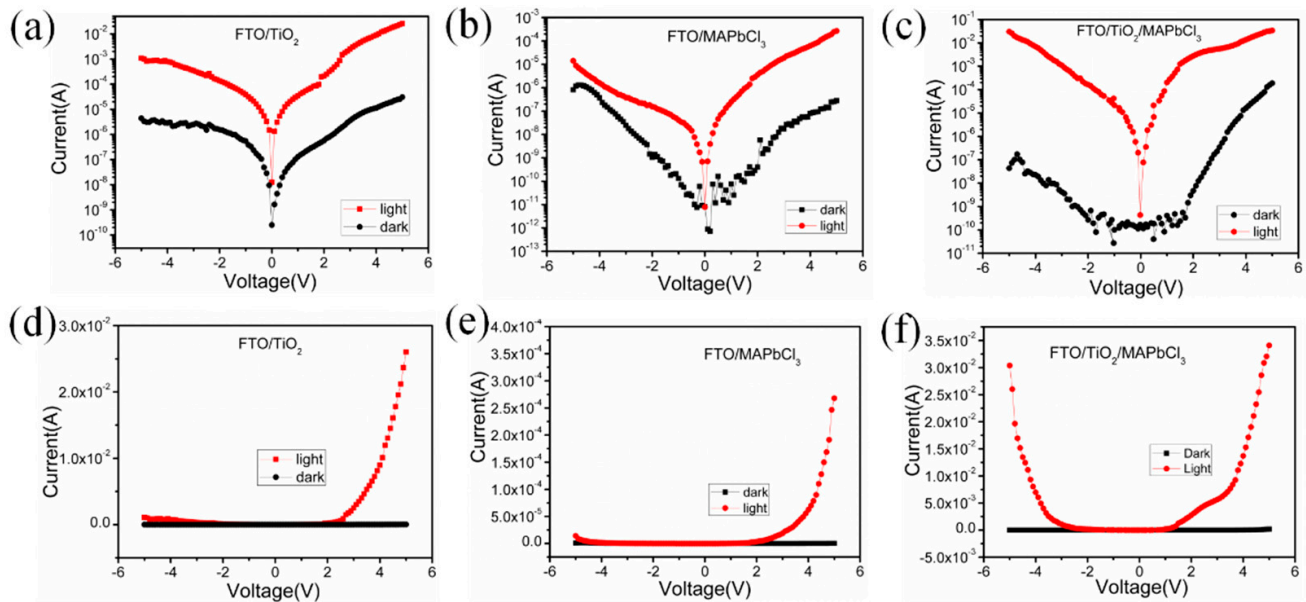 (a)
FTO/TiO₂
Current(A)
10⁻²
10⁻³
10⁻⁴
10⁻⁵
10⁻⁶
10⁻⁷
10⁻⁸
10⁻⁹
10⁻¹⁰
light
dark
-6 -4 -2 0 2 4 6
Voltage(V)
(b)
FTO/MAPbCl₃
Current(A)
10⁻³
10⁻⁴
10⁻⁵
10⁻⁶
10⁻⁷
10⁻⁸
10⁻⁹
10⁻¹⁰
10⁻¹¹
10⁻¹²
10⁻¹³
dark
light
-6 -4 -2 0 2 4 6
Voltage(V)
(c)
FTO/TiO₂/MAPbCl₃
Current(A)
10⁻¹
10⁻²
10⁻³
10⁻⁴
10⁻⁵
10⁻⁶
10⁻⁷
10⁻⁸
10⁻⁹
10⁻¹⁰
10⁻¹¹
dark
light
-6 -4 -2 0 2 4 6
Voltage(V)
(d)
FTO/TiO₂
Current(A)
3.0x10⁻²
2.0x10⁻²
1.0x10⁻²
0.0
light
dark
-6 -4 -2 0 2 4 6
Voltage(V)
(e)
FTO/MAPbCl₃
Current(A)
4.0x10⁻⁴
3.5x10⁻⁴
3.0x10⁻⁴
2.5x10⁻⁴
2.0x10⁻⁴
1.5x10⁻⁴
1.0x10⁻⁴
5.0x10⁻⁵
0.0
dark
light
-6 -4 -2 0 2 4 6
Voltage(V)
(f)
FTO/TiO₂/MAPbCl₃
Current(A)
3.5x10⁻²
3.0x10⁻²
2.5x10⁻²
2.0x10⁻²
1.5x10⁻²
1.0x10⁻²
5.0x10⁻³
0.0
-5.0x10⁻³
Dark
Light
-6 -4 -2 0 2 4 6
Voltage(V)